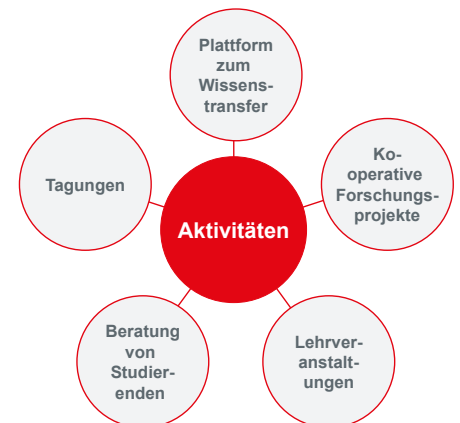 Plattform
zum
Wissens-
transfer
Ko-
operative
Forschungs-
projekte
Tagungen
Aktivitäten
Beratung
von
Studier-
enden
Lehrver-
anstalt-
ungen